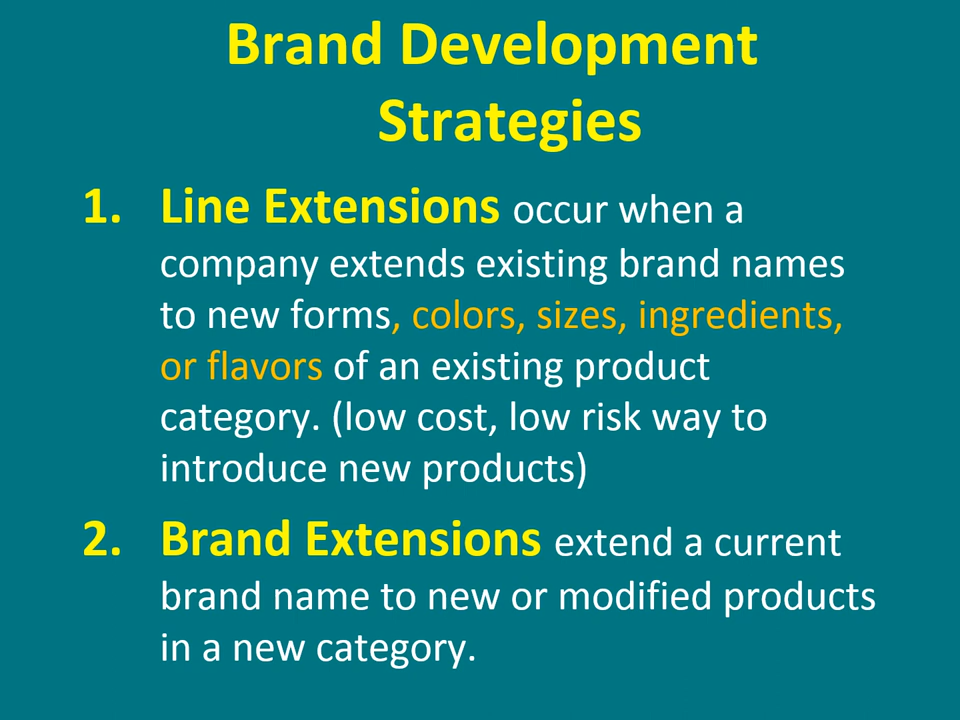 Brand Development
Strategies
1. Line Extensions occur when a
company extends existing brand names
to new forms, colors, sizes, ingredients,
or flavors of an existing product
category. (low cost, low risk way to
introduce new products)
2. Brand Extensions extend a current
brand name to new or modified products
in a new category.